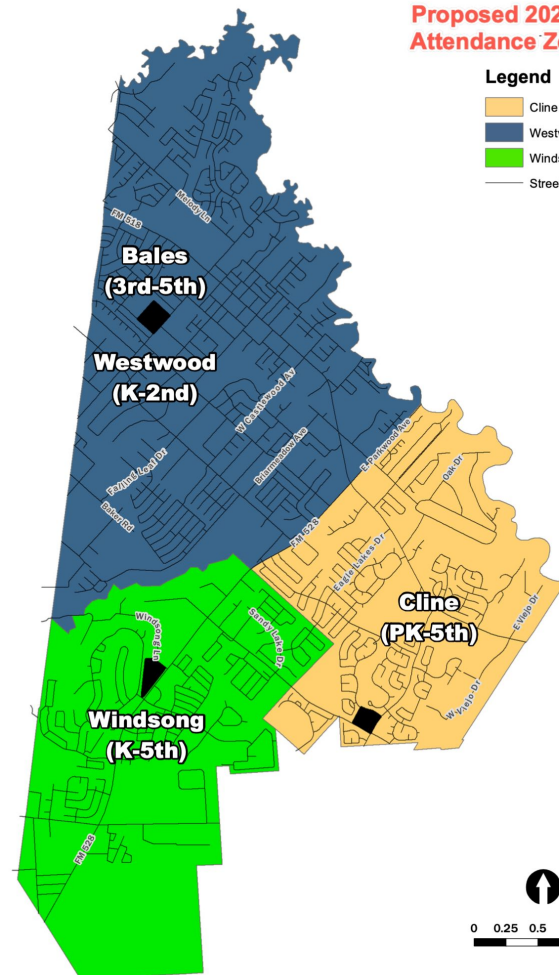 Proposed 202
Attendance Z
Legend
Cline
West
Winds
Stree
Melody Ln
FM 518
Bales
(3rd-5th)
Westwood
(K-2nd)
W Castlewood Av
Briarmeadow Ave
E Parkwood Ave
Falling Leaf Dr
Baker Rd
Oak Dr
FM 528
Eagle Lakes Dr
Cline
(PK-5th)
E Viejo Dr
Windsong Ln
Sandy Lake Dr
W Viejo Dr
Windsong
(K-5th)
FM 528
0 0.25 0.5